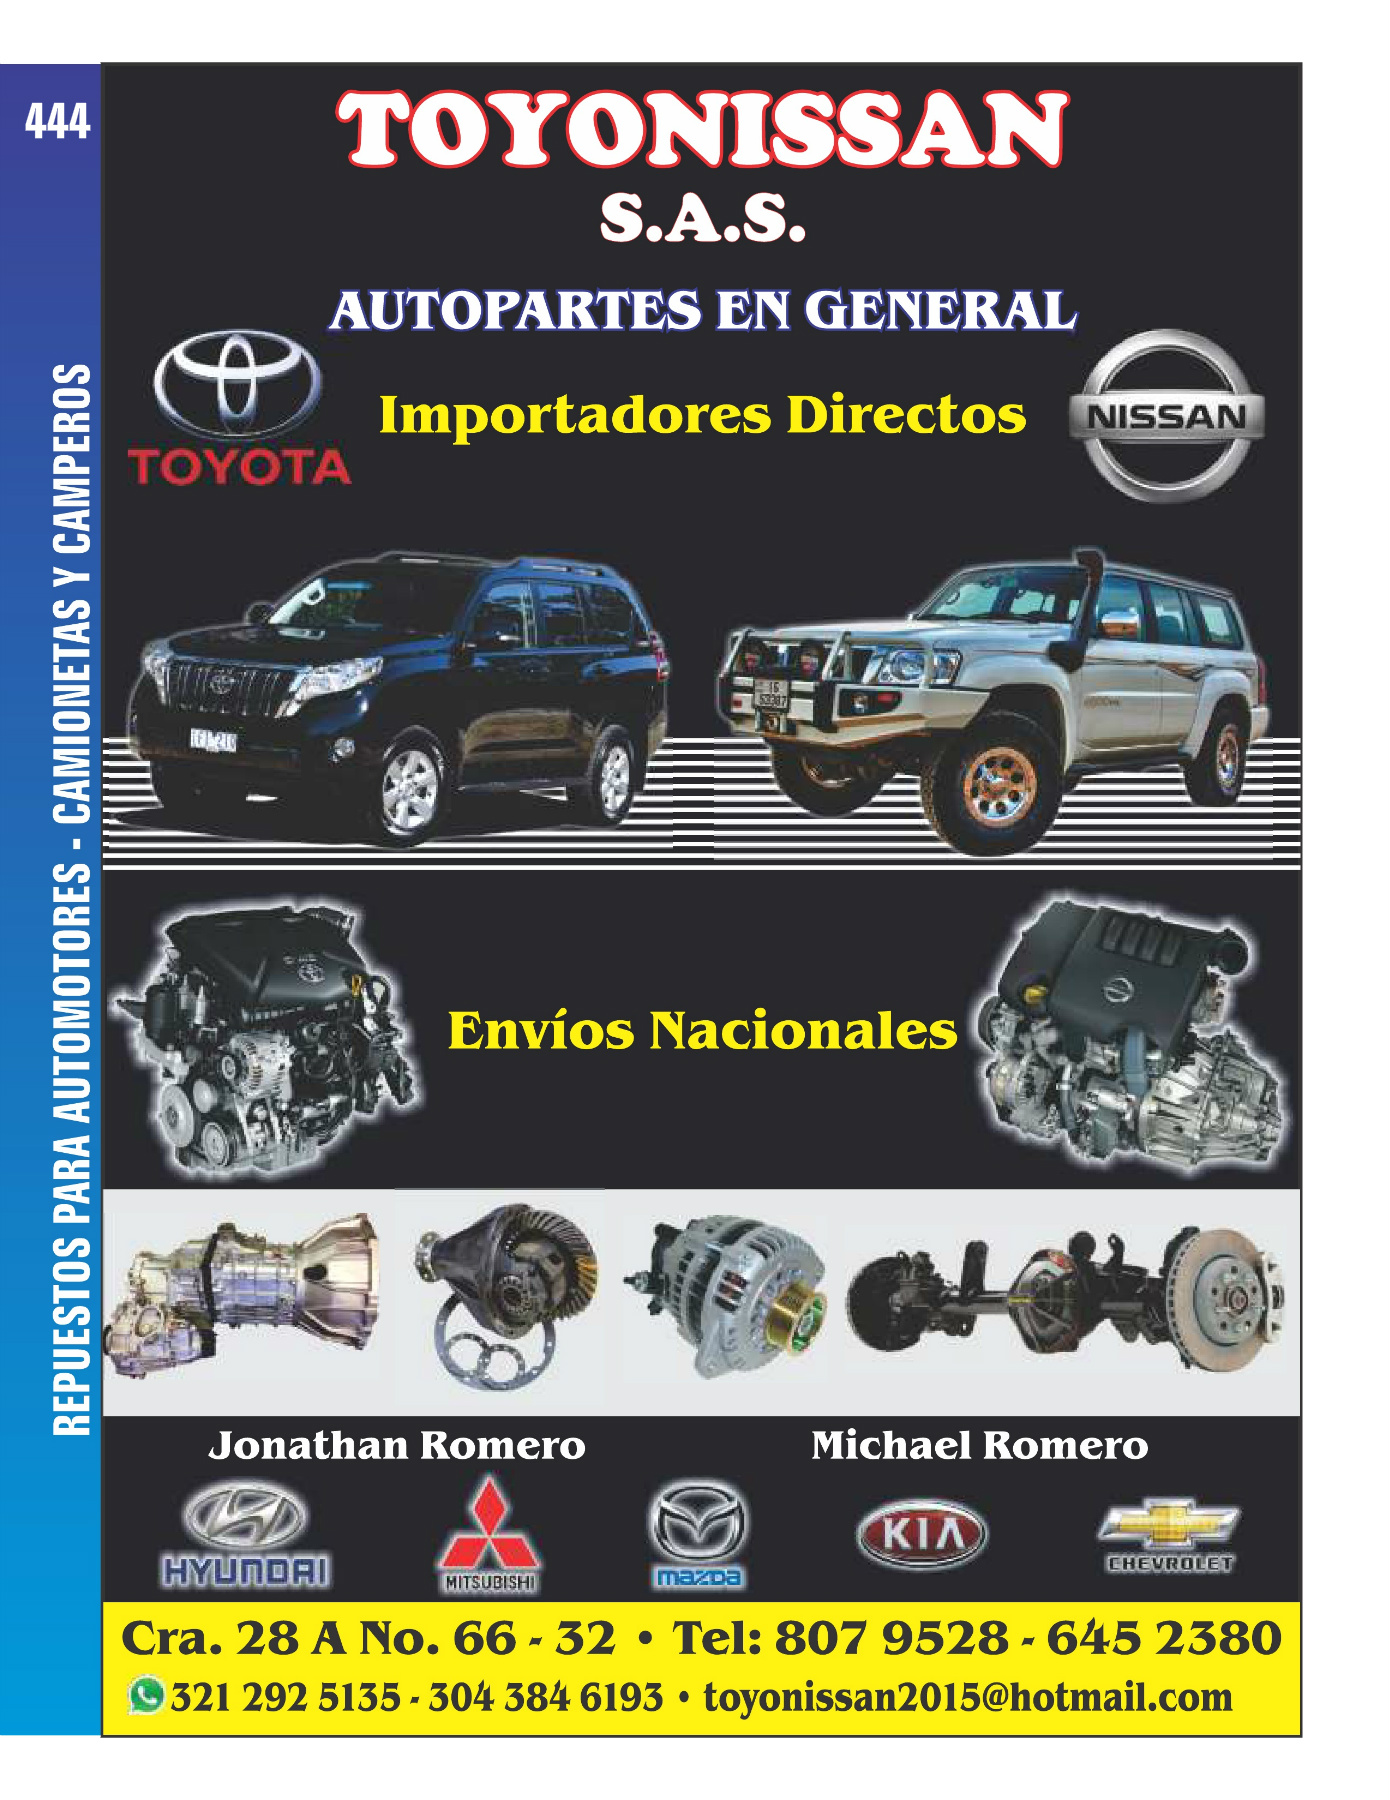 444
REPUESTOS PARA AUTOMOTORES - CAMIONETAS Y CAMPEROS
TOYONISSAN
S.A.S.
AUTOPARTES EN GENERAL
TOYOTA
Importadores Directos
NISSAN
Envíos Nacionales
Jonathan Romero
Michael Romero
HYUNDAI
MITSUBISHI
mazda
KIA
CHEVROLET
Cra. 28 A No. 66 - 32 • Tel: 807 9528 - 645 2380
321 292 5135 - 304 384 6193 • toyonissan2015@hotmail.com